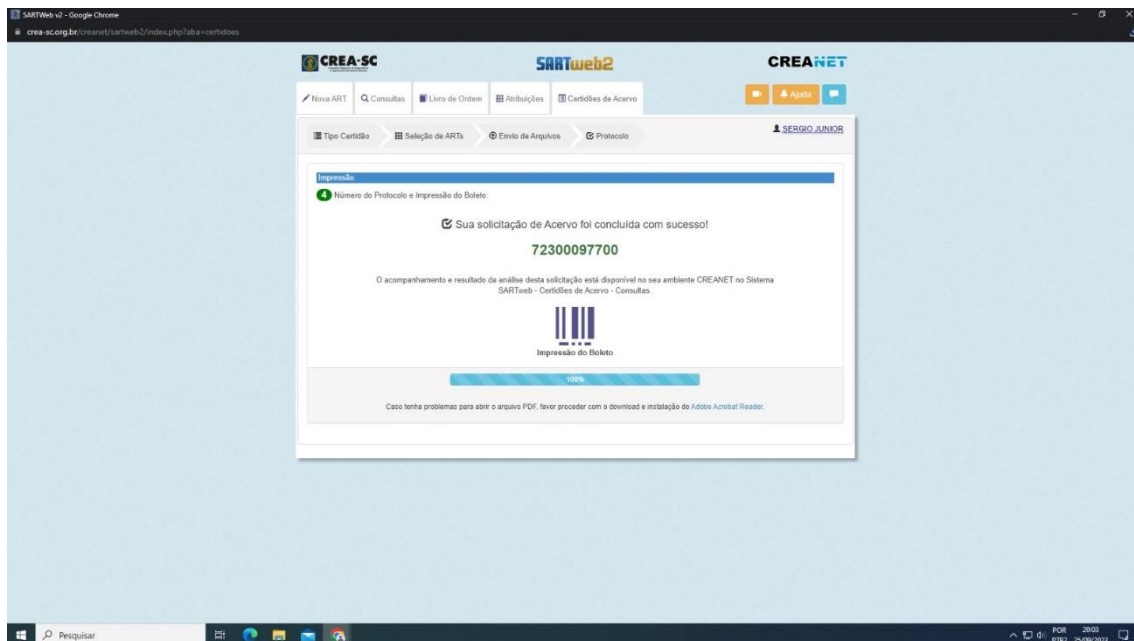 SARTWeb v2 - Google Chrome
crea-sc.org.br/creanet/sartweb2/index.php?aba=certidoes
CREA-SC
SARTweb2
CREANET
Nova ART Consultas Livro de Ordem Atribuições Certidões de Acervo
Ajuda
Tipo Certidão Seleção de ARTs Envio de Arquivos Protocolo
SERGIO JUNIOR
Impressão
4 Número do Protocolo e Impressão do Boleto:
Sua solicitação de Acervo foi concluída com sucesso!
72300097700
O acompanhamento e resultado da análise desta solicitação está disponível no seu ambiente CREANET no Sistema
SARTweb - Certidões de Acervo - Consultas.
Impressão do Boleto
100%
Caso tenha problemas para abrir o arquivo PDF, favor proceder com o download e instalação do Adobe Acrobat Reader.
Pesquisar
POR 20:03
PTB2 25/09/2023